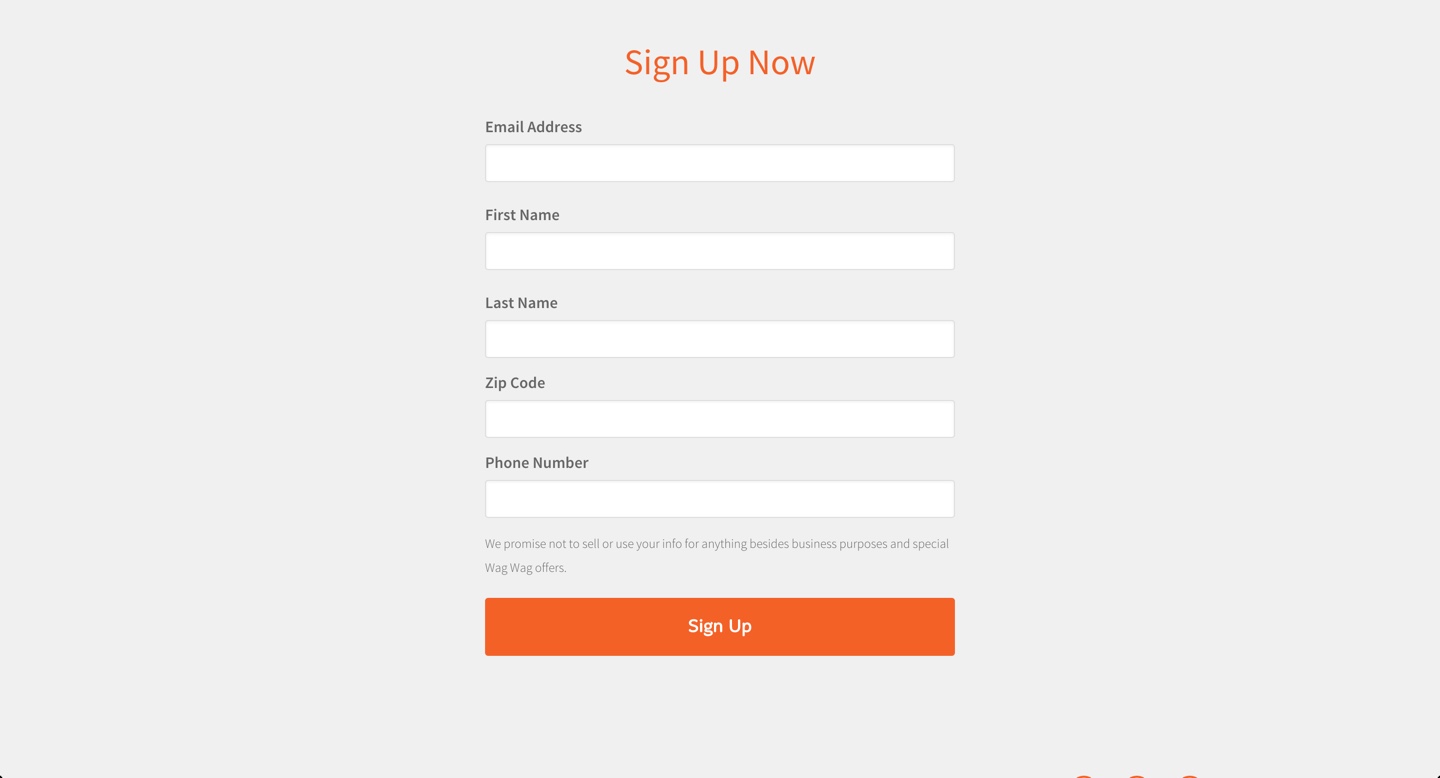 Sign Up Now
Email Address
First Name
Last Name
Zip Code
Phone Number
We promise not to sell or use your info for anything besides business purposes and special
Wag Wag offers.
Sign Up